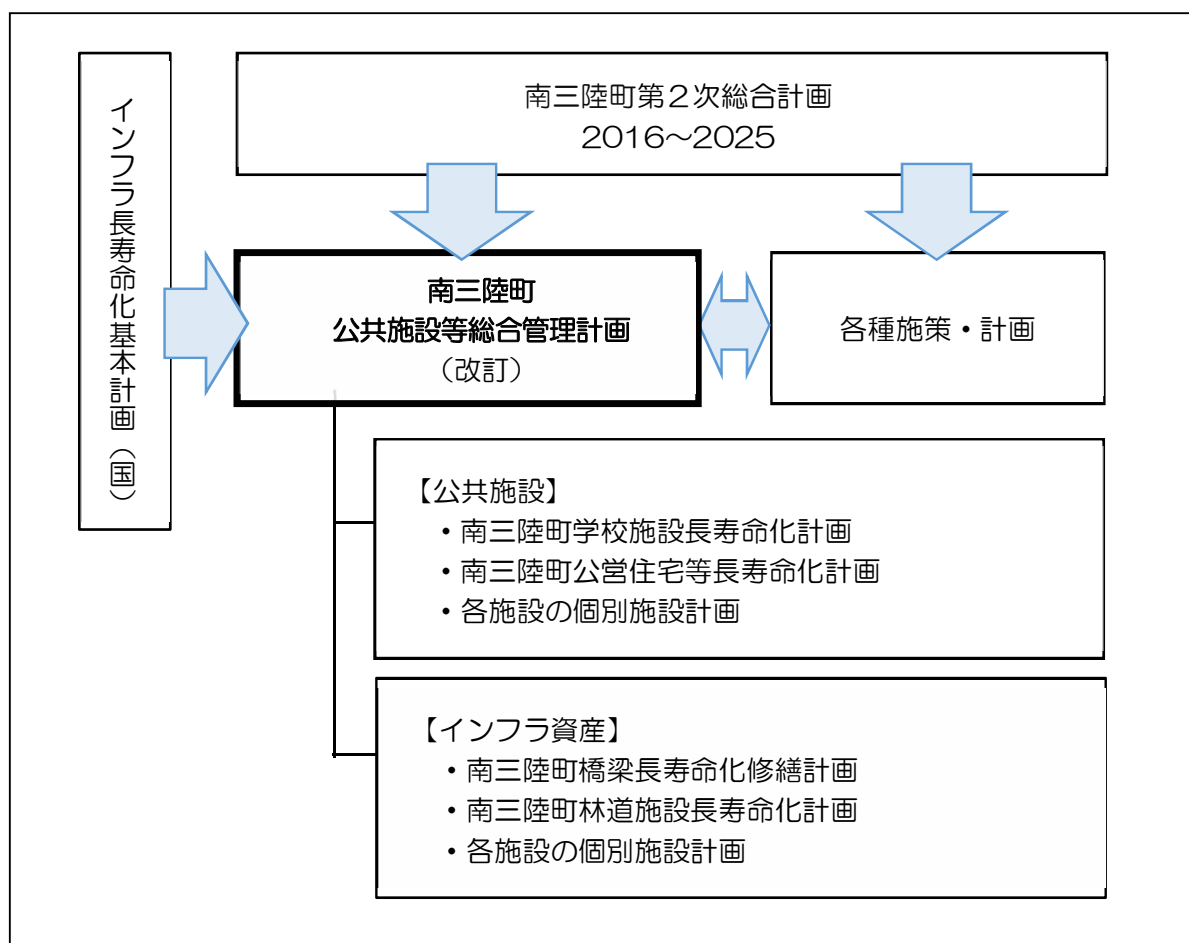 インフラ長寿命化基本計画（国）
南三陸町第２次総合計画
2016～2025
南三陸町
公共施設等総合管理計画
（改訂）
各種施策・計画
【公共施設】
・南三陸町学校施設長寿命化計画
・南三陸町公営住宅等長寿命化計画
・各施設の個別施設計画
【インフラ資産】
・南三陸町橋梁長寿命化修繕計画
・南三陸町林道施設長寿命化計画
・各施設の個別施設計画